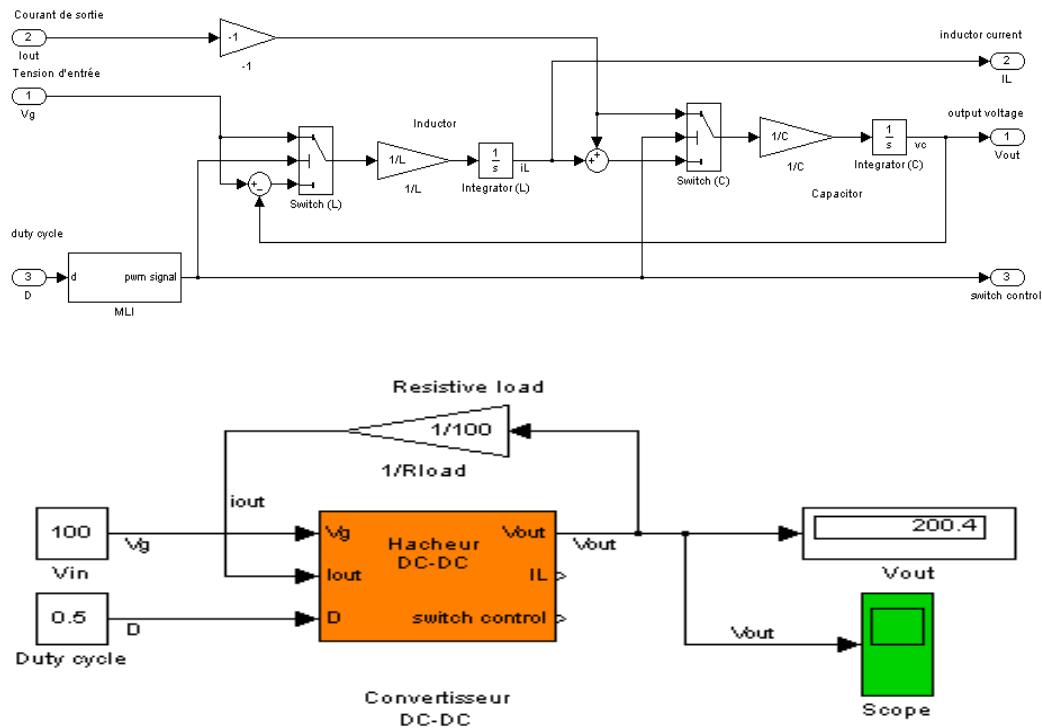 Courant de sortie
2
Iout
-1
-1
Tension d'entrée
1
Vg
inductor current
2
IL
output voltage
1
Vout
Inductor
1/L
1/L
1
s
Integrator (L)
iL
Switch (L)
+
-
+
+
Switch (C)
1/C
1/C
1
s
Integrator (C)
vc
Capacitor
duty cycle
3
D
d
pwm signal
MLI
3
switch control
Resistive load
1/100
1/Rload
iout
100
Vg
Vin
0.5
D
Duty cycle
Vg
Iout
D
Hacheur
DC-DC
Vout
IL
switch control
Vout
200.4
Vout
Vout
Scope
Convertisseur
DC-DC